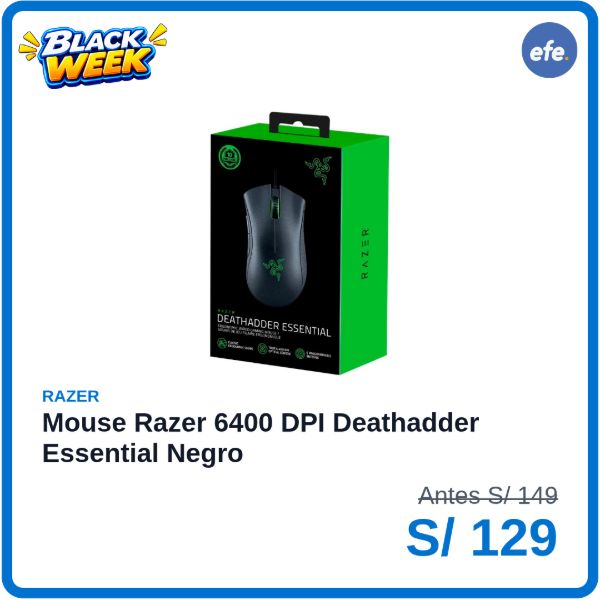 BLACK
WEEK
efe.
RAZER
RAZER
DEATHADDER ESSENTIAL
RAZER
Mouse Razer 6400 DPI Deathadder
Essential Negro
Antes S/ 149
S/ 129